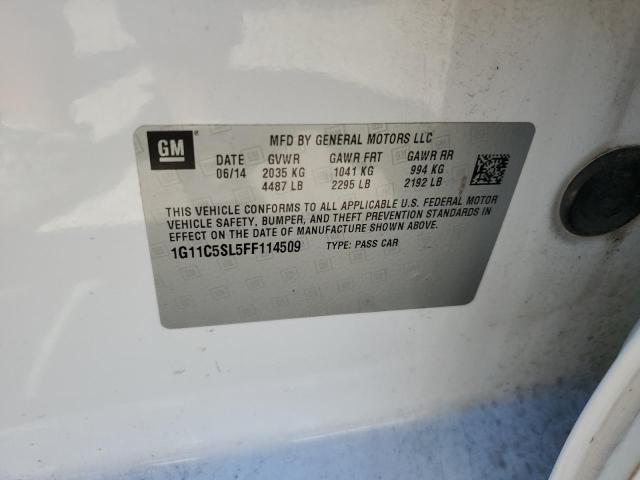 GM ® MFD BY GENERAL MOTORS LLC
DATE GVWR GAWR FRT GAWR RR
06/14 2035 KG 1041 KG 994 KG
4487 LB 2295 LB 2192 LB
THIS VEHICLE CONFORMS TO ALL APPLICABLE U.S. FEDERAL MOTOR
VEHICLE SAFETY, BUMPER, AND THEFT PREVENTION STANDARDS IN
EFFECT ON THE DATE OF MANUFACTURE SHOWN ABOVE.
1G11C5SL5FF114509 TYPE: PASS CAR